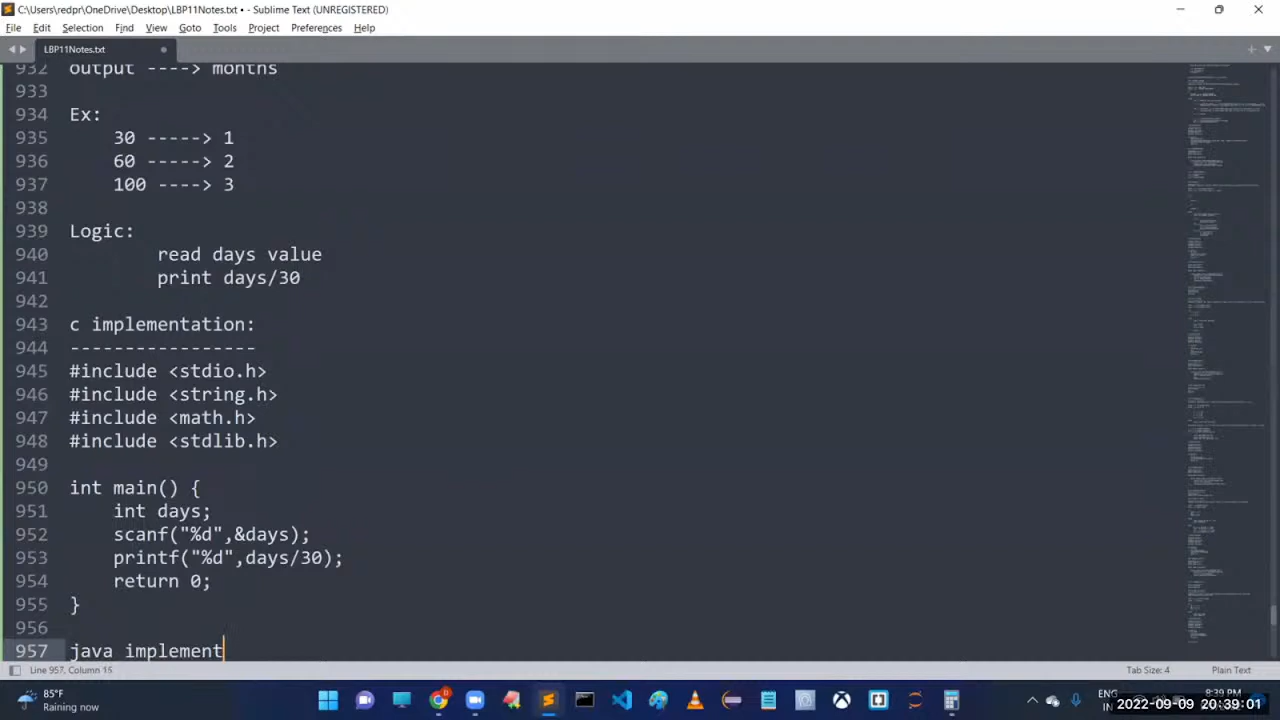 C:\Users\redpr\OneDrive\Desktop\LBP11Notes.txt • - Sublime Text (UNREGISTERED)
File Edit Selection Find View Goto Tools Project Preferences Help
LBP11Notes.txt
932 output ----> months
933
934 Ex:
935 30 -----> 1
936 60 -----> 2
937 100 ----> 3
938
939 Logic:
940 read days value
941 print days/30
942
943 c implementation:
944 -----------------
945 #include <stdio.h>
946 #include <string.h>
947 #include <math.h>
948 #include <stdlib.h>
949
950 int main() {
951 int days;
952 scanf("%d",&days);
953 printf("%d",days/30);
954 return 0;
955 }
956
957 java implement
Line 957, Column 15 Tab Size: 4 Plain Text
85°F
Raining now
ENG
IN
8:39 PM
2022-09-09 20:39:01